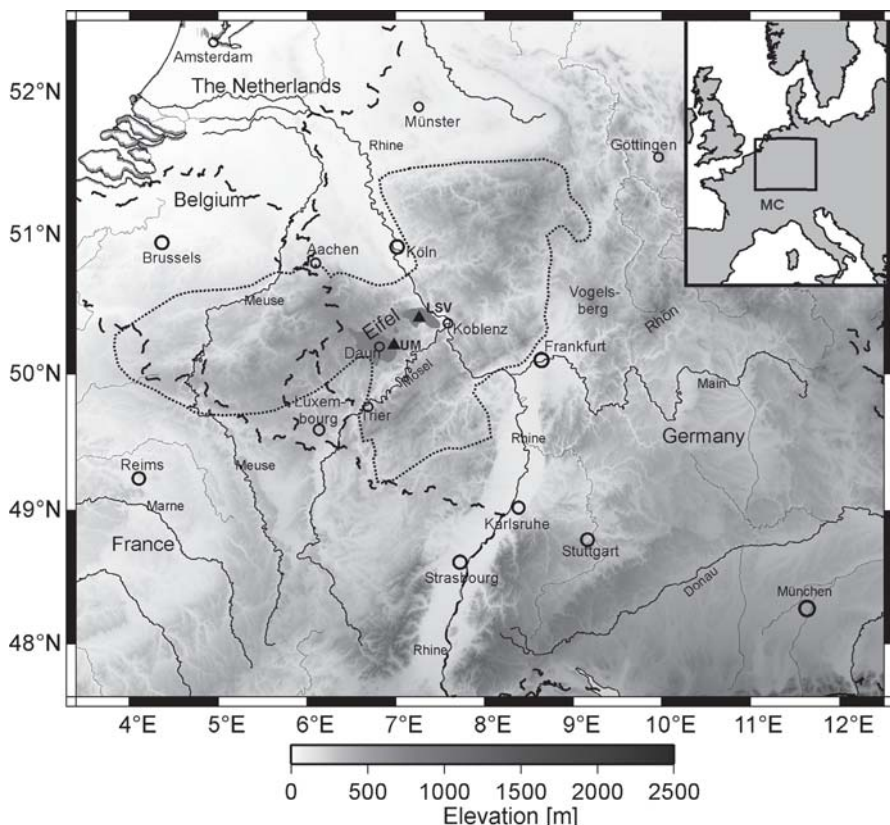 Amsterdam
The Netherlands
Münster
Göttingen
Rhine
Belgium
Brussels
Aachen
Köln
Meuse
Eifel
LSV
Koblenz
Vogels-
berg
Rhön
Daun
UM
Mosel
Frankfurt
Main
Luxem-
bourg
Trier
Germany
Reims
Meuse
Rhine
Marne
France
Karlsruhe
Stuttgart
Strasbourg
Donau
München
Rhine
MC
52°N
51°N
50°N
49°N
48°N
4°E 5°E 6°E 7°E 8°E 9°E 10°E 11°E 12°E
0 500 1000 1500 2000 2500
Elevation [m]